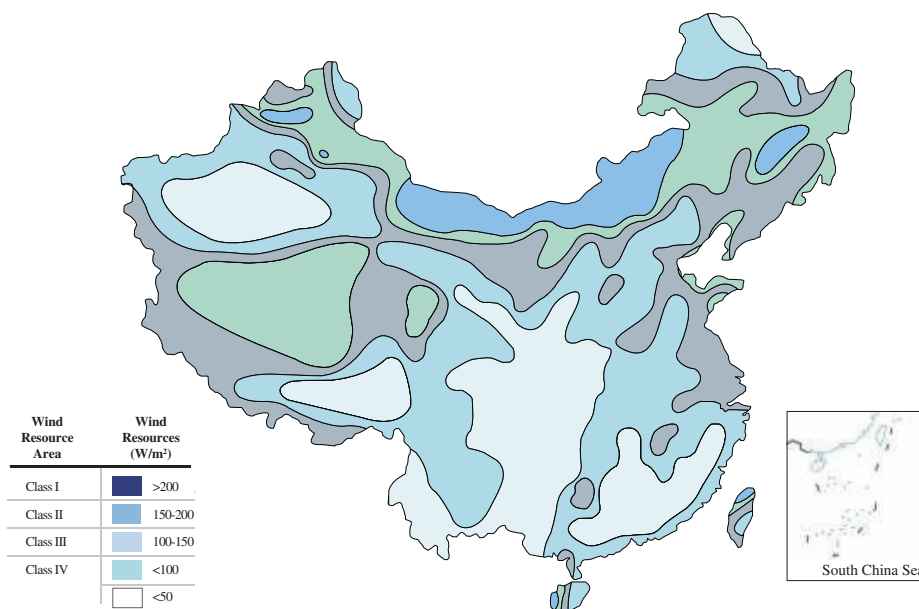 Wind Resource Area
Wind Resources (W/m²)
Class I >200
Class II 150-200
Class III 100-150
Class IV <100
<50
South China Sea